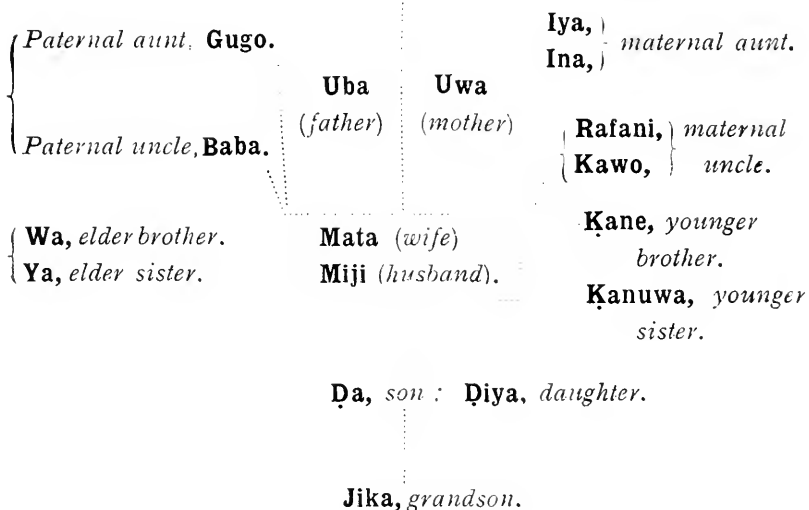 Paternal aunt, Gugo.
Iya, Ina, maternal aunt.
Uba
(father)
Uwa
(mother)
Paternal uncle, Baba.
Rafani, maternal
Kawo, uncle.
Wa, elder brother.
Ya, elder sister.
Mata (wife)
Miji (husband).
Ḳane, younger
brother.
Ḳanuwa, younger
sister.
Ḍa, son : Ḍiya, daughter.
Jika, grandson.